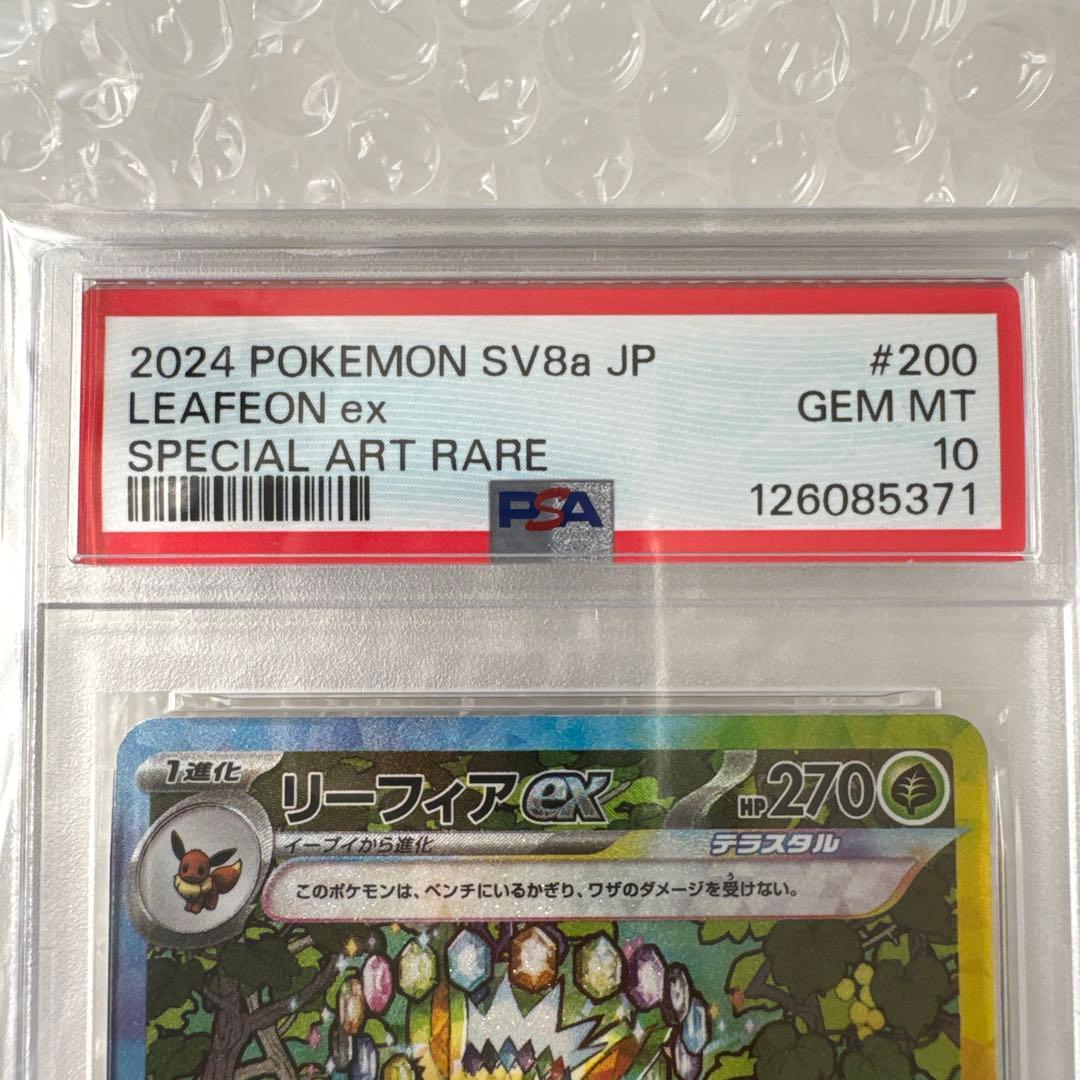 2024 POKEMON SV8a JP #200
LEAFEON ex GEM MT
SPECIAL ART RARE 10
PSA 126085371
1進化 リーフィアex HP270
イーブイから進化 テラスタル
このポケモンは、ベンチにいるかぎり、ワザのダメージを受けない。